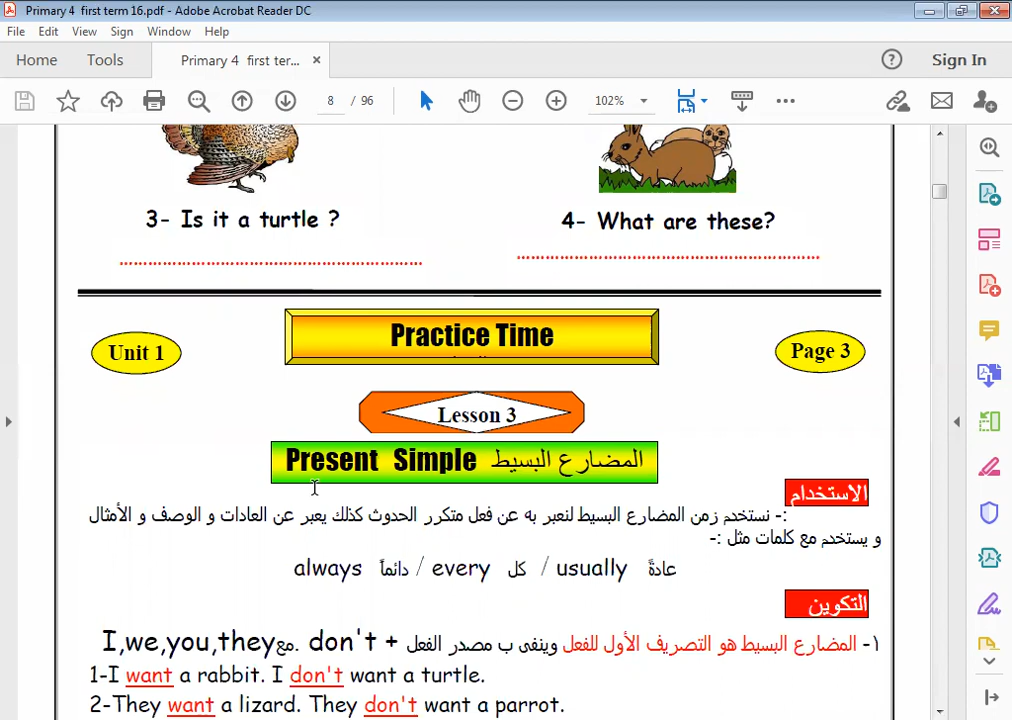 Primary 4 first term 16.pdf - Adobe Acrobat Reader DC
File Edit View Sign Window Help
Home Tools Primary 4 first ter... × Sign In
8 / 96 102%
3- Is it a turtle ?
4- What are these?
................................................................
................................................................
Practice Time
Unit 1
Page 3
Lesson 3
Present Simple المضارع البسيط
الاستخدام
:- نستخدم زمن المضارع البسيط لنعبر به عن فعل متكرر الحدوث كذلك يعبر عن العادات و الوصف و الأمثال
و يستخدم مع كلمات مثل :-
always دائماً / every كل / usually عادةً
التكوين
١- المضارع البسيط هو التصريف الأول للفعل وينفى ب مصدر الفعل + don't .مع I,we,you,they
1-I want a rabbit. I don't want a turtle.
2-They want a lizard. They don't want a parrot.